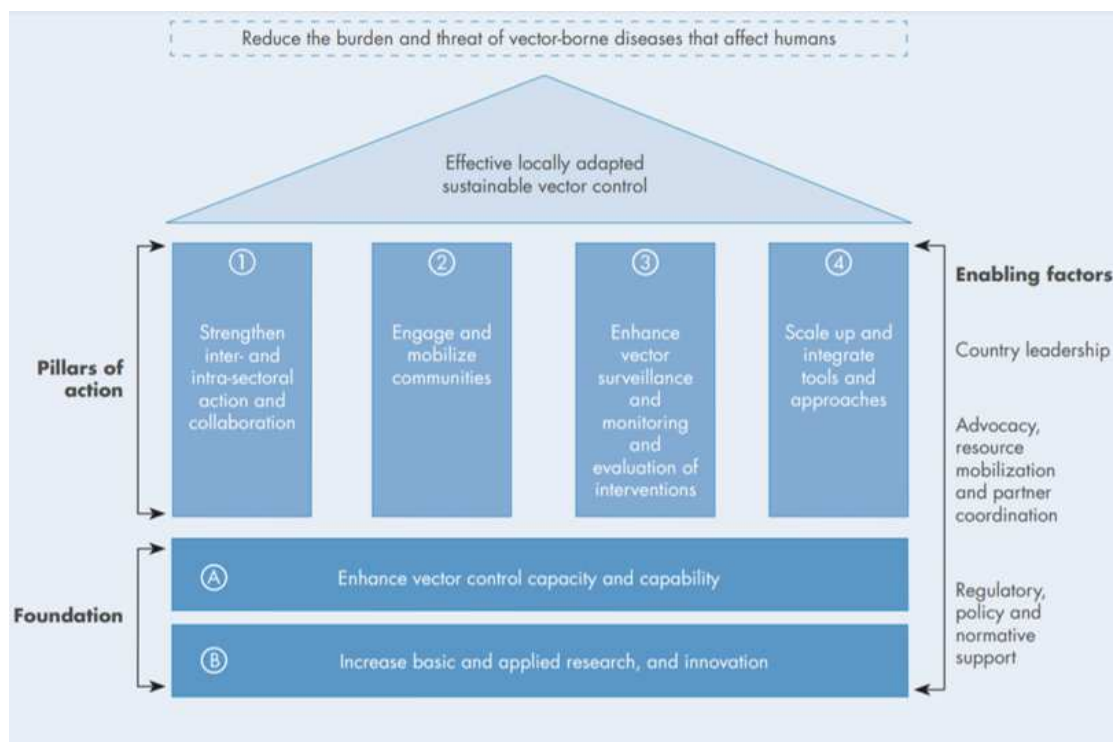 Reduce the burden and threat of vector-borne diseases that affect humans
Effective locally adapted
sustainable vector control
Pillars of
action
1
Strengthen
inter- and
intra-sectoral
action and
collaboration
2
Engage and
mobilize
communities
3
Enhance
vector
surveillance
and
monitoring
and
evaluation of
interventions
4
Scale up and
integrate
tools and
approaches
Foundation
A
Enhance vector control capacity and capability
B
Increase basic and applied research, and innovation
Enabling factors
Country leadership
Advocacy,
resource
mobilization
and partner
coordination
Regulatory,
policy and
normative
support